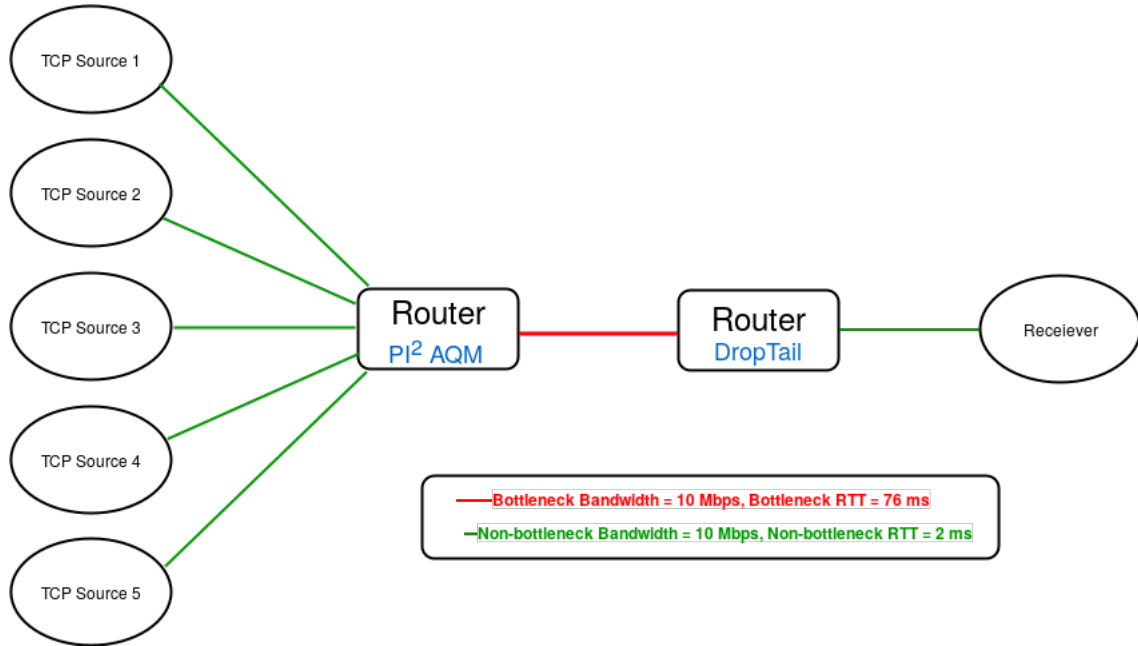 TCP Source 1
TCP Source 2
TCP Source 3
TCP Source 4
TCP Source 5
Router
PI² AQM
Router
DropTail
Receiever
Bottleneck Bandwidth = 10 Mbps, Bottleneck RTT = 76 ms
Non-bottleneck Bandwidth = 10 Mbps, Non-bottleneck RTT = 2 ms